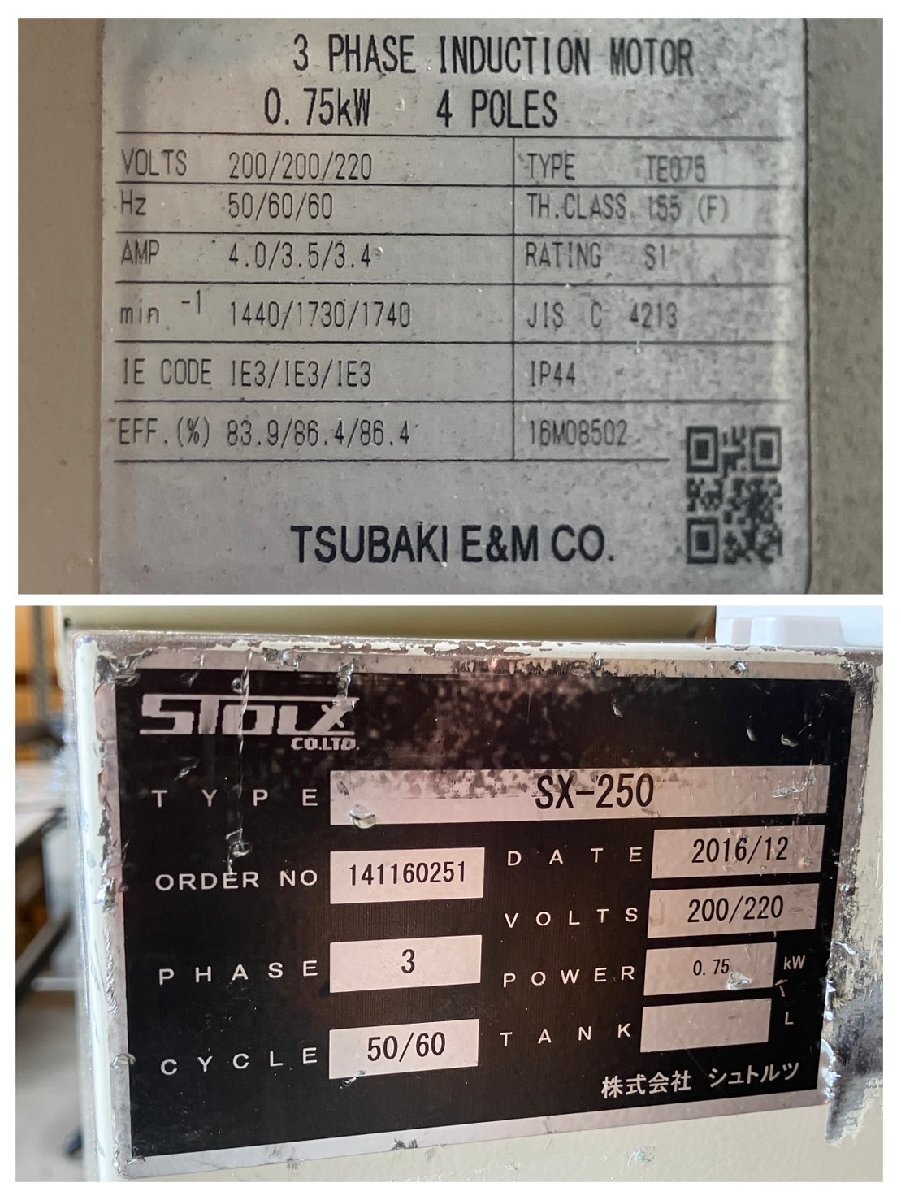 3 PHASE INDUCTION MOTOR
0.75kW 4 POLES
VOLTS 200/200/220 TYPE TE075
Hz 50/60/60 TH.CLASS 155 (F)
AMP 4.0/3.5/3.4 RATING S1
min -1 1440/1730/1740 JIS C 4213
IE CODE IE3/IE3/IE3 IP44
EFF.(%) 83.9/86.4/86.4 16M08502
TSUBAKI E&M CO.
STOLX
CO.LTD.
TYPE SX-250
ORDER NO 141160251 DATE 2016/12
VOLTS 200/220
PHASE 3 POWER 0.75 kW
CYCLE 50/60 TANK L
株式会社 シュトルツ